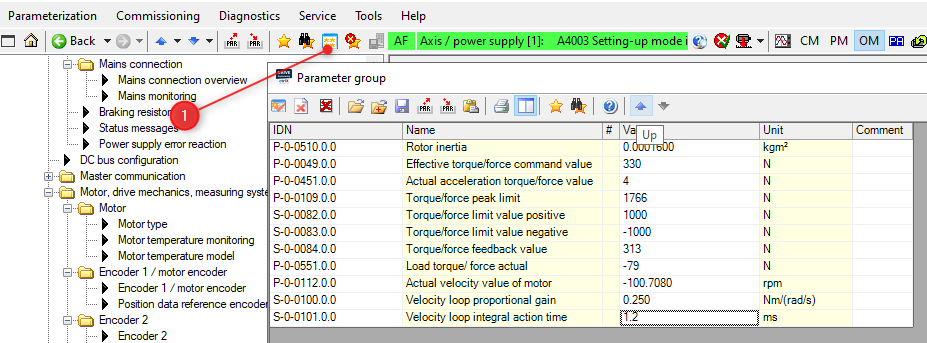 Parameterization Commissioning Diagnostics Service Tools Help
Back PAR PAR AF Axis / power supply [1]: A4003 Setting-up mode i CM PM OM PA
Mains connection
Mains connection overview
Mains monitoring
Braking resistor
Status messages
Power supply error reaction
DC bus configuration
Master communication
Motor, drive mechanics, measuring syste
Motor
Motor type
Motor temperature monitoring
Motor temperature model
Encoder 1 / motor encoder
Encoder 1 / motor encoder
Position data reference encoder
Encoder 2
Encoder 2
1
Parameter group
PAR PAR
Up
IDN Name # Va Unit Comment
P-0-0510.0.0 Rotor inertia 0.0001600 kgm²
P-0-0049.0.0 Effective torque/force command value 330 N
P-0-0451.0.0 Actual acceleration torque/force value 4 N
P-0-0109.0.0 Torque/force peak limit 1766 N
S-0-0082.0.0 Torque/force limit value positive 1000 N
S-0-0083.0.0 Torque/force limit value negative -1000 N
S-0-0084.0.0 Torque/force feedback value 313 N
P-0-0551.0.0 Load torque/ force actual -79 N
P-0-0112.0.0 Actual velocity value of motor -100.7080 rpm
S-0-0100.0.0 Velocity loop proportional gain 0.250 Nm/(rad/s)
S-0-0101.0.0 Velocity loop integral action time 1.2 ms